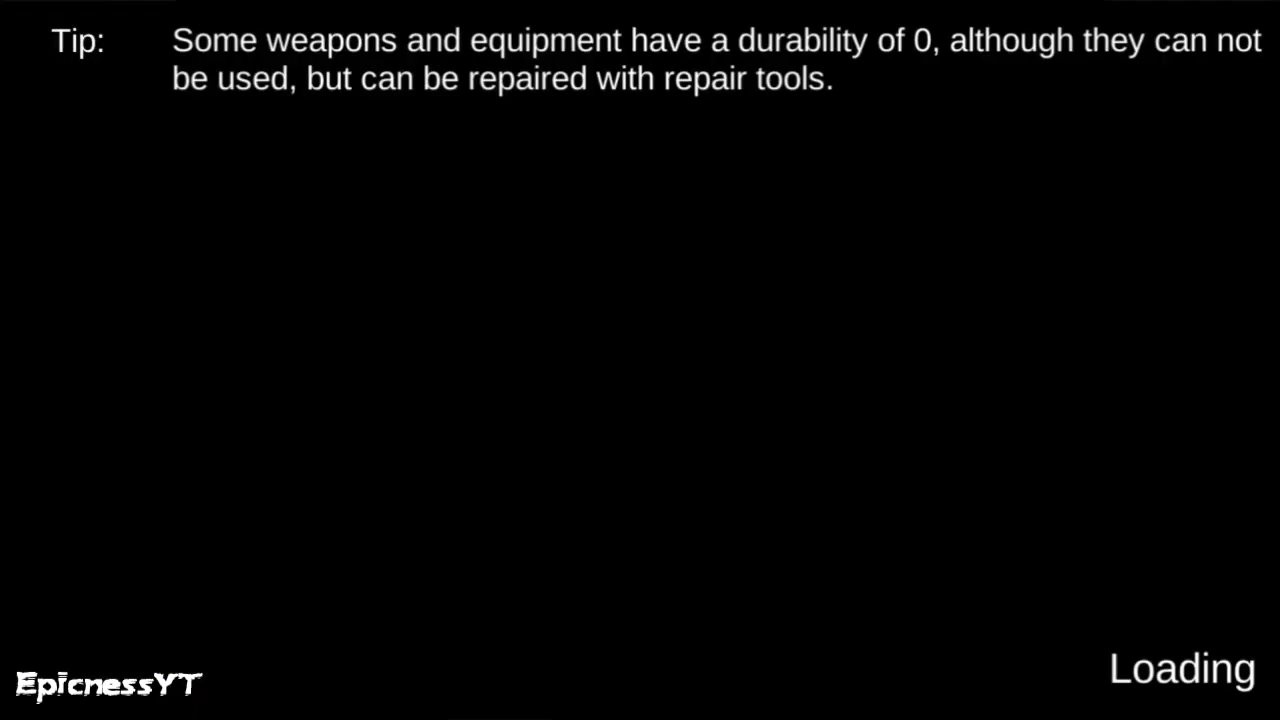 Tip: Some weapons and equipment have a durability of 0, although they can not
be used, but can be repaired with repair tools.
Loading
EpicnessYT